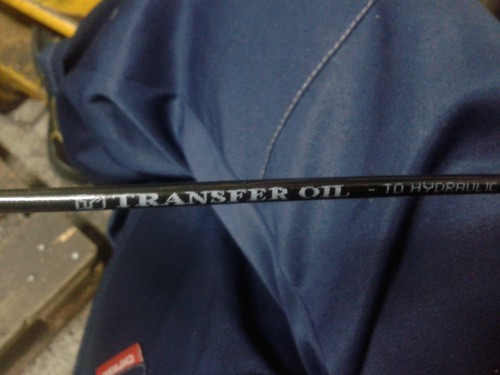 TRANSFER OIL - TO HYDRAULIC